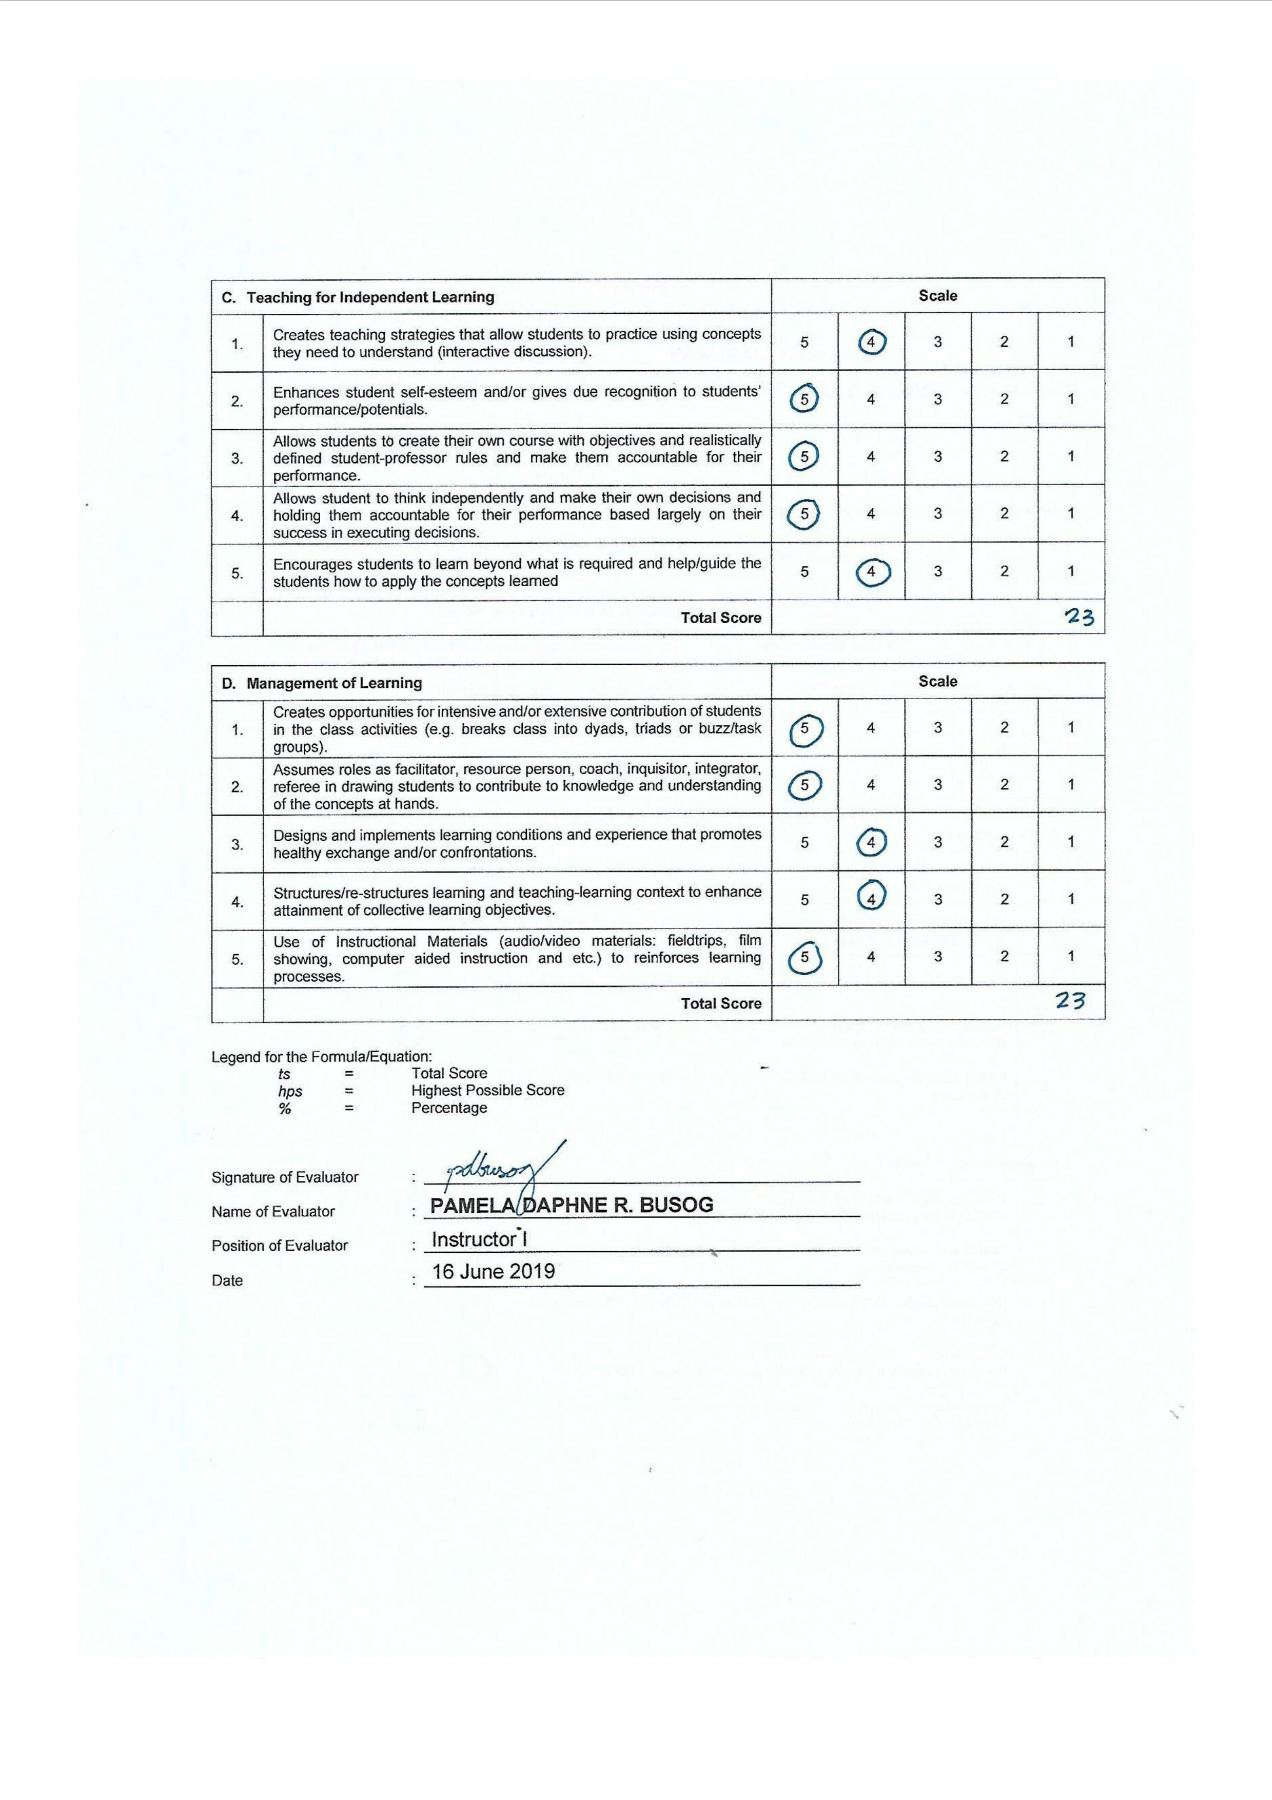 C. Teaching for Independent Learning Scale
1. Creates teaching strategies that allow students to practice using concepts
they need to understand (interactive discussion). 5 4 3 2 1
2. Enhances student self-esteem and/or gives due recognition to students'
performance/potentials. 5 4 3 2 1
3. Allows students to create their own course with objectives and realistically
defined student-professor rules and make them accountable for their
performance. 5 4 3 2 1
4. Allows student to think independently and make their own decisions and
holding them accountable for their performance based largely on their
success in executing decisions. 5 4 3 2 1
5. Encourages students to learn beyond what is required and help/guide the
students how to apply the concepts learned 5 4 3 2 1
Total Score 23
D. Management of Learning Scale
1. Creates opportunities for intensive and/or extensive contribution of students
in the class activities (e.g. breaks class into dyads, triads or buzz/task
groups). 5 4 3 2 1
2. Assumes roles as facilitator, resource person, coach, inquisitor, integrator,
referee in drawing students to contribute to knowledge and understanding
of the concepts at hands. 5 4 3 2 1
3. Designs and implements learning conditions and experience that promotes
healthy exchange and/or confrontations. 5 4 3 2 1
4. Structures/re-structures learning and teaching-learning context to enhance
attainment of collective learning objectives. 5 4 3 2 1
5. Use of Instructional Materials (audio/video materials: fieldtrips, film
showing, computer aided instruction and etc.) to reinforces learning
processes. 5 4 3 2 1
Total Score 23
Legend for the Formula/Equation:
ts = Total Score
hps = Highest Possible Score
% = Percentage
Signature of Evaluator : pdbusog
Name of Evaluator : PAMELA DAPHNE R. BUSOG
Position of Evaluator : Instructor I
Date : 16 June 2019